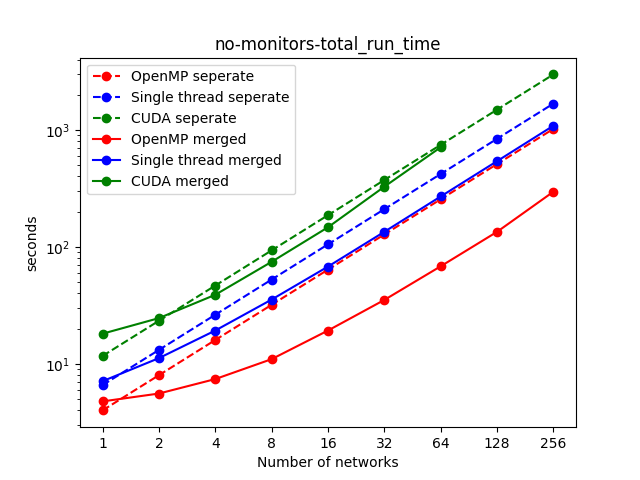 no-monitors-total_run_time
OpenMP seperate
Single thread seperate
CUDA seperate
OpenMP merged
Single thread merged
CUDA merged
10³
10²
10¹
seconds
1 2 4 8 16 32 64 128 256
Number of networks